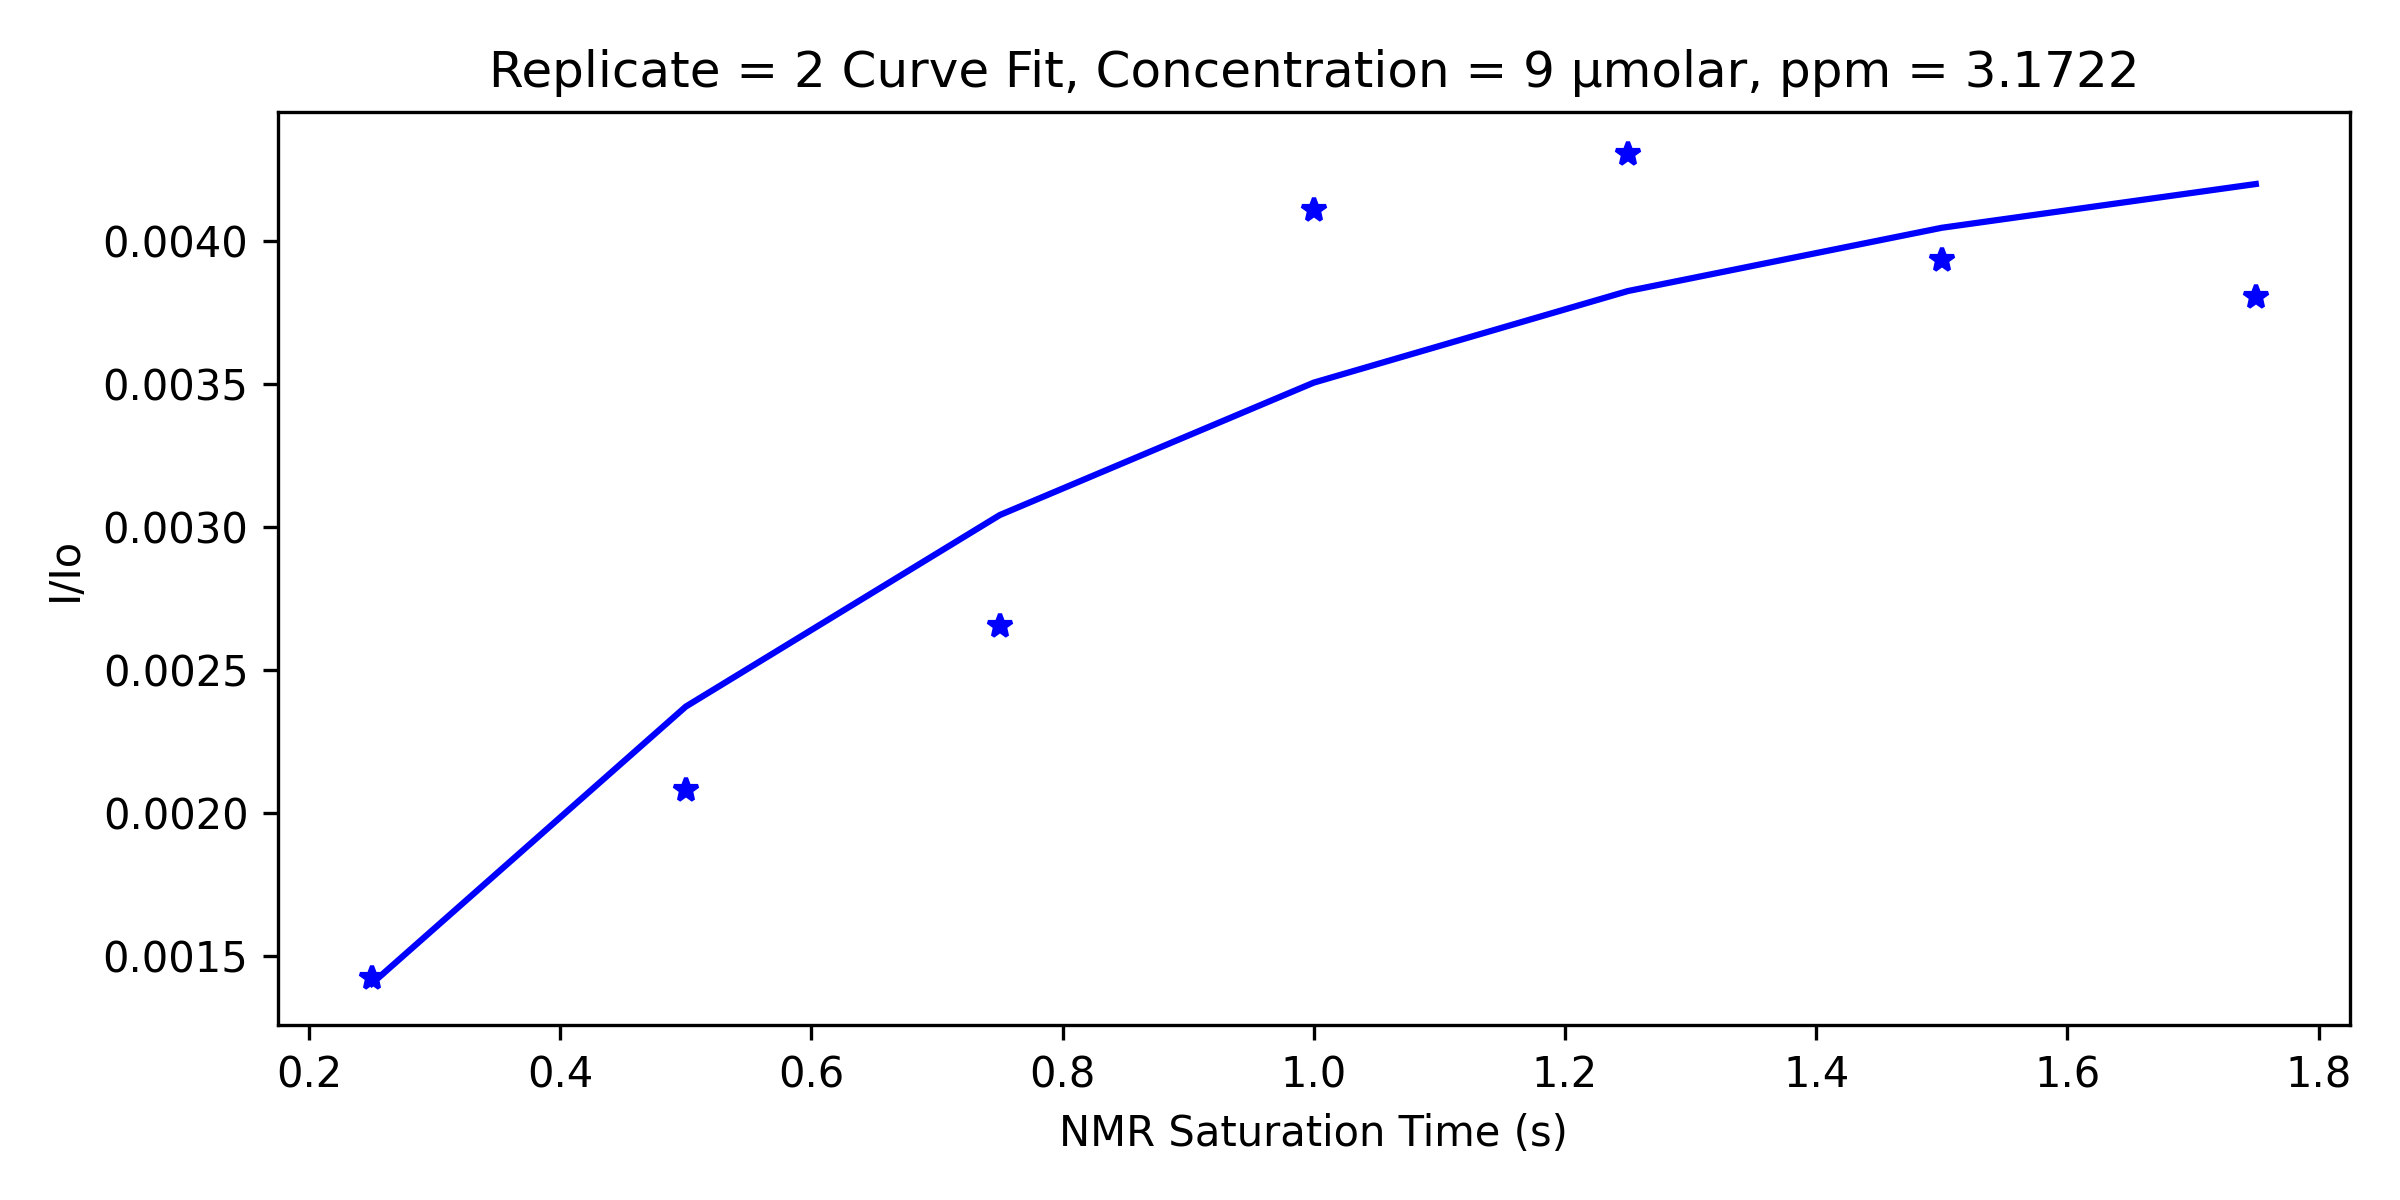 Replicate = 2 Curve Fit, Concentration = 9 µmolar, ppm = 3.1722
I/Io
0.0040
0.0035
0.0030
0.0025
0.0020
0.0015
0.2 0.4 0.6 0.8 1.0 1.2 1.4 1.6 1.8
NMR Saturation Time (s)